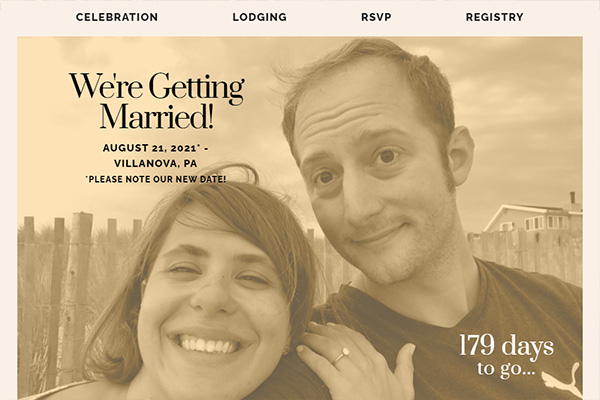 CELEBRATION LODGING RSVP REGISTRY
We're Getting
Married!
AUGUST 21, 2021* -
VILLANOVA, PA
*PLEASE NOTE OUR NEW DATE!
179 days
to go...